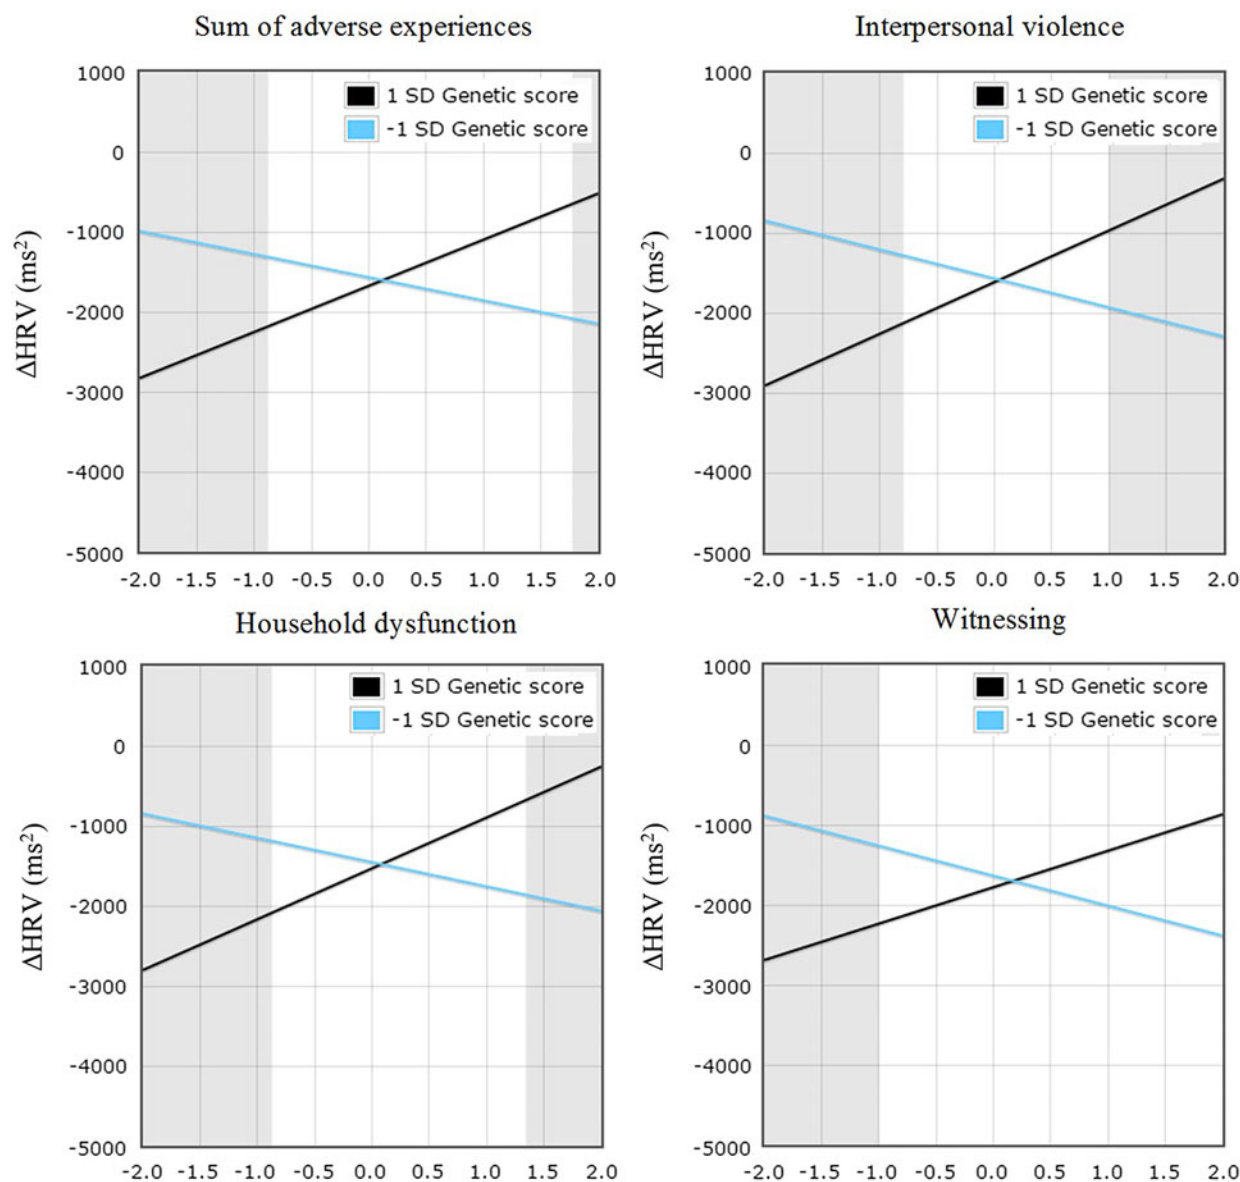 Sum of adverse experiences
1000
0
-1000
-2000
-3000
-4000
-5000
ΔHRV (ms²)
1 SD Genetic score
-1 SD Genetic score
-2.0 -1.5 -1.0 -0.5 0.0 0.5 1.0 1.5 2.0
Interpersonal violence
1000
0
-1000
-2000
-3000
-4000
-5000
ΔHRV (ms²)
1 SD Genetic score
-1 SD Genetic score
-2.0 -1.5 -1.0 -0.5 0.0 0.5 1.0 1.5 2.0
Household dysfunction
1000
0
-1000
-2000
-3000
-4000
-5000
ΔHRV (ms²)
1 SD Genetic score
-1 SD Genetic score
-2.0 -1.5 -1.0 -0.5 0.0 0.5 1.0 1.5 2.0
Witnessing
1000
0
-1000
-2000
-3000
-4000
-5000
ΔHRV (ms²)
1 SD Genetic score
-1 SD Genetic score
-2.0 -1.5 -1.0 -0.5 0.0 0.5 1.0 1.5 2.0